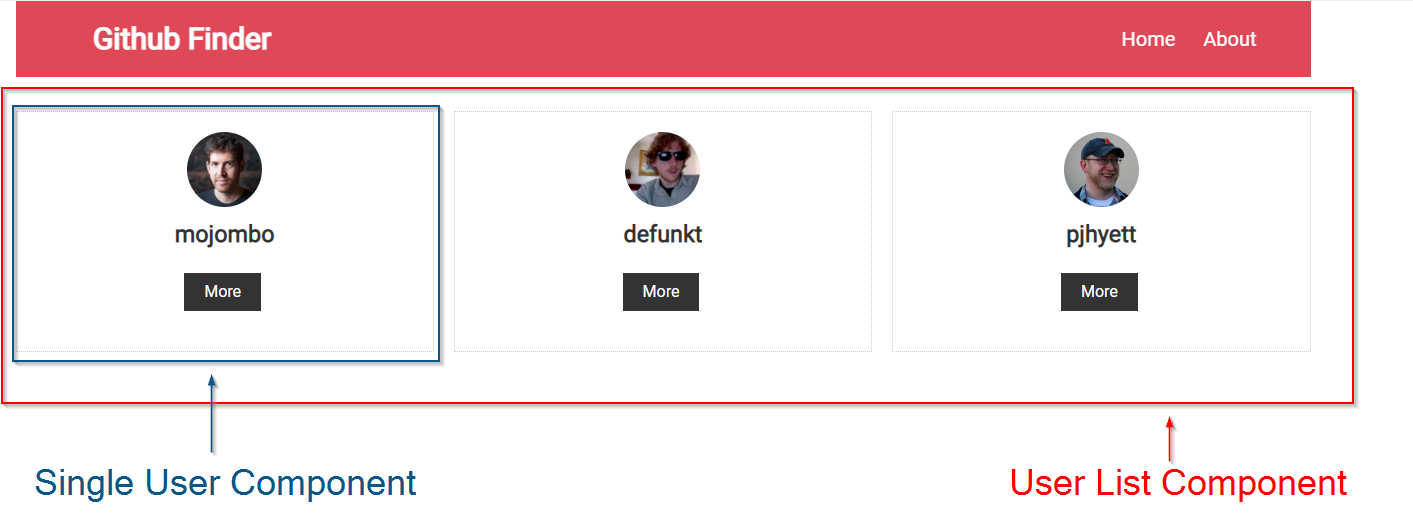 Github Finder
Home About
mojombo
defunkt
pjhyett
More
More
More
Single User Component
User List Component